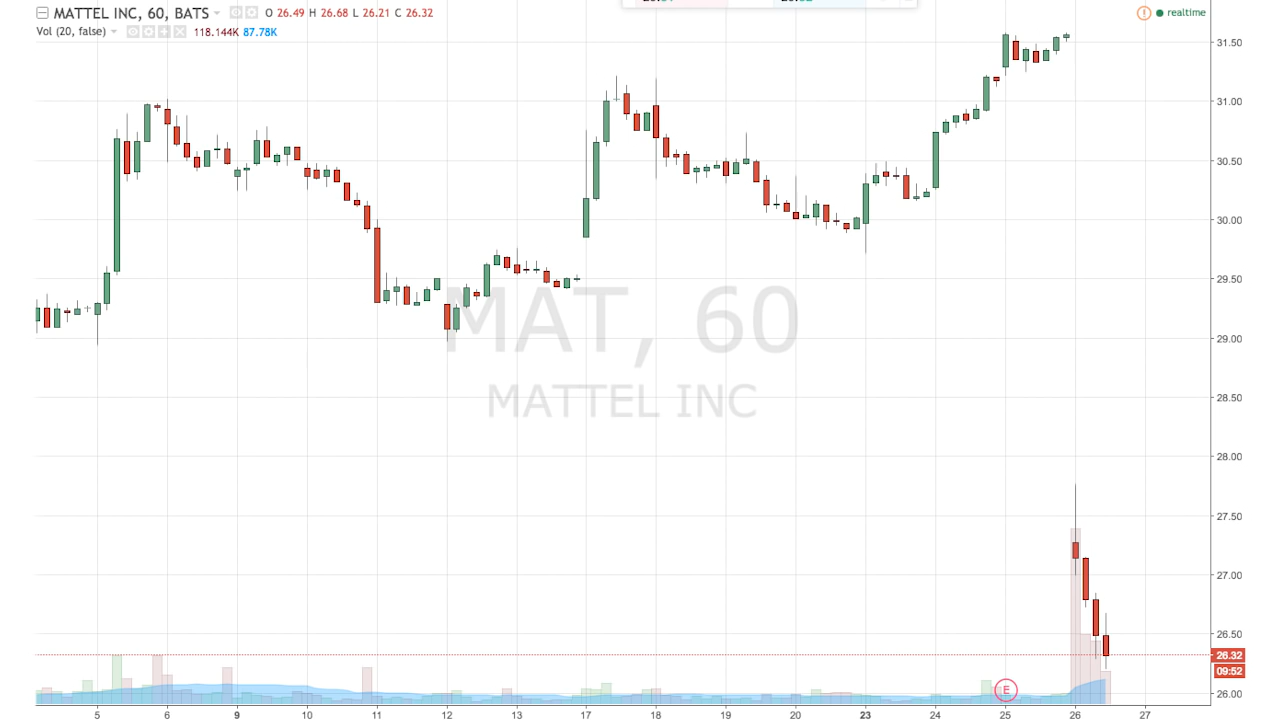 MATTEL INC, 60, BATS O 26.49 H 26.68 L 26.21 C 26.32
realtime
Vol (20, false) 118.144K 87.78K
31.50
31.00
30.50
30.00
29.50
29.00
28.50
28.00
27.50
27.00
26.50
26.32
09:52
26.00
MAT, 60
MATTEL INC
E
5 6 9 10 11 12 13 17 18 19 20 23 24 25 26 27